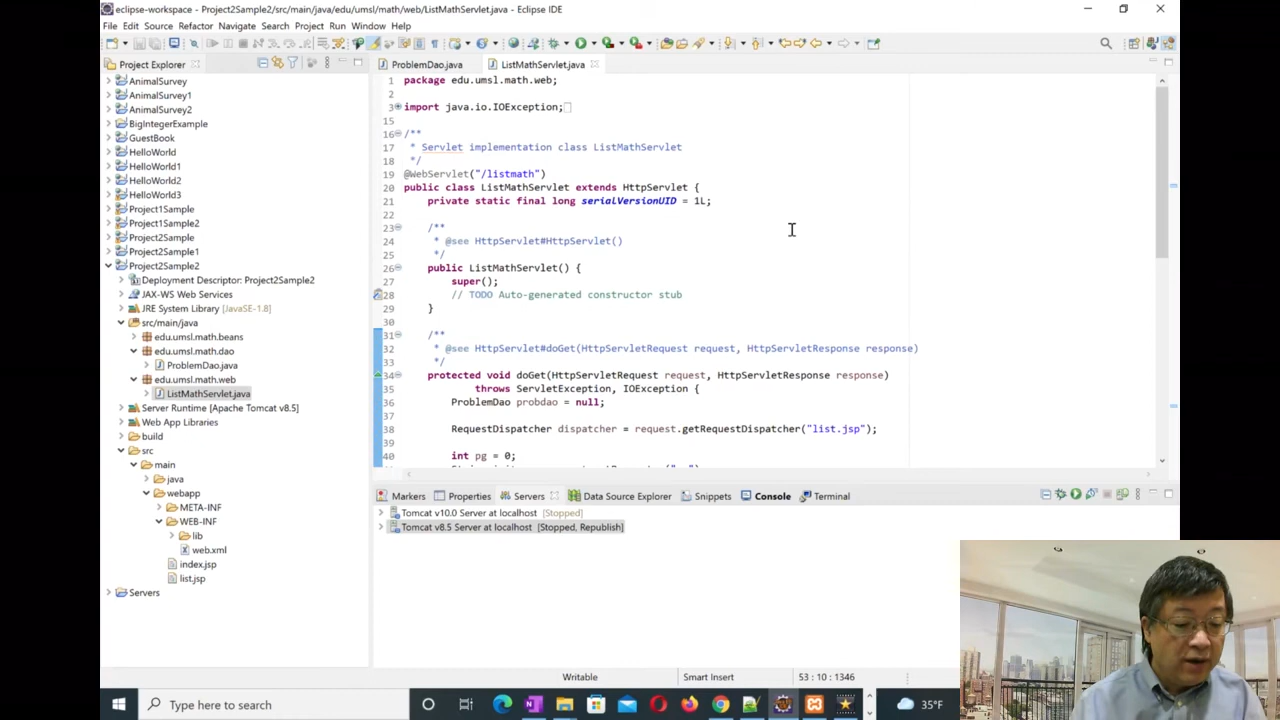 eclipse-workspace - Project2Sample2/src/main/java/edu/umsl/math/web/ListMathServlet.java - Eclipse IDE
File Edit Source Refactor Navigate Search Project Run Window Help
Project Explorer
AnimalSurvey
AnimalSurvey1
AnimalSurvey2
BigIntegerExample
GuestBook
HelloWorld
HelloWorld1
HelloWorld2
HelloWorld3
Project1Sample
Project1Sample2
Project2Sample
Project2Sample1
Project2Sample2
Deployment Descriptor: Project2Sample2
JAX-WS Web Services
JRE System Library [JavaSE-1.8]
src/main/java
edu.umsl.math.beans
edu.umsl.math.dao
ProblemDao.java
edu.umsl.math.web
ListMathServlet.java
Server Runtime [Apache Tomcat v8.5]
Web App Libraries
build
src
main
java
webapp
META-INF
WEB-INF
lib
web.xml
index.jsp
list.jsp
Servers
ProblemDao.java ListMathServlet.java
1 package edu.umsl.math.web;
2
3 import java.io.IOException;
15
16 /**
17 * Servlet implementation class ListMathServlet
18 */
19 @WebServlet("/listmath")
20 public class ListMathServlet extends HttpServlet {
21 private static final long serialVersionUID = 1L;
22
23 /**
24 * @see HttpServlet#HttpServlet()
25 */
26 public ListMathServlet() {
27 super();
28 // TODO Auto-generated constructor stub
29 }
30
31 /**
32 * @see HttpServlet#doGet(HttpServletRequest request, HttpServletResponse response)
33 */
34 protected void doGet(HttpServletRequest request, HttpServletResponse response)
35 throws ServletException, IOException {
36 ProblemDao probdao = null;
37
38 RequestDispatcher dispatcher = request.getRequestDispatcher("list.jsp");
39
40 int pg = 0;
Markers Properties Servers Data Source Explorer Snippets Console Terminal
Tomcat v10.0 Server at localhost [Stopped]
Tomcat v8.5 Server at localhost [Stopped, Republish]
Writable Smart Insert 53 : 10 : 1346
Type here to search
35°F